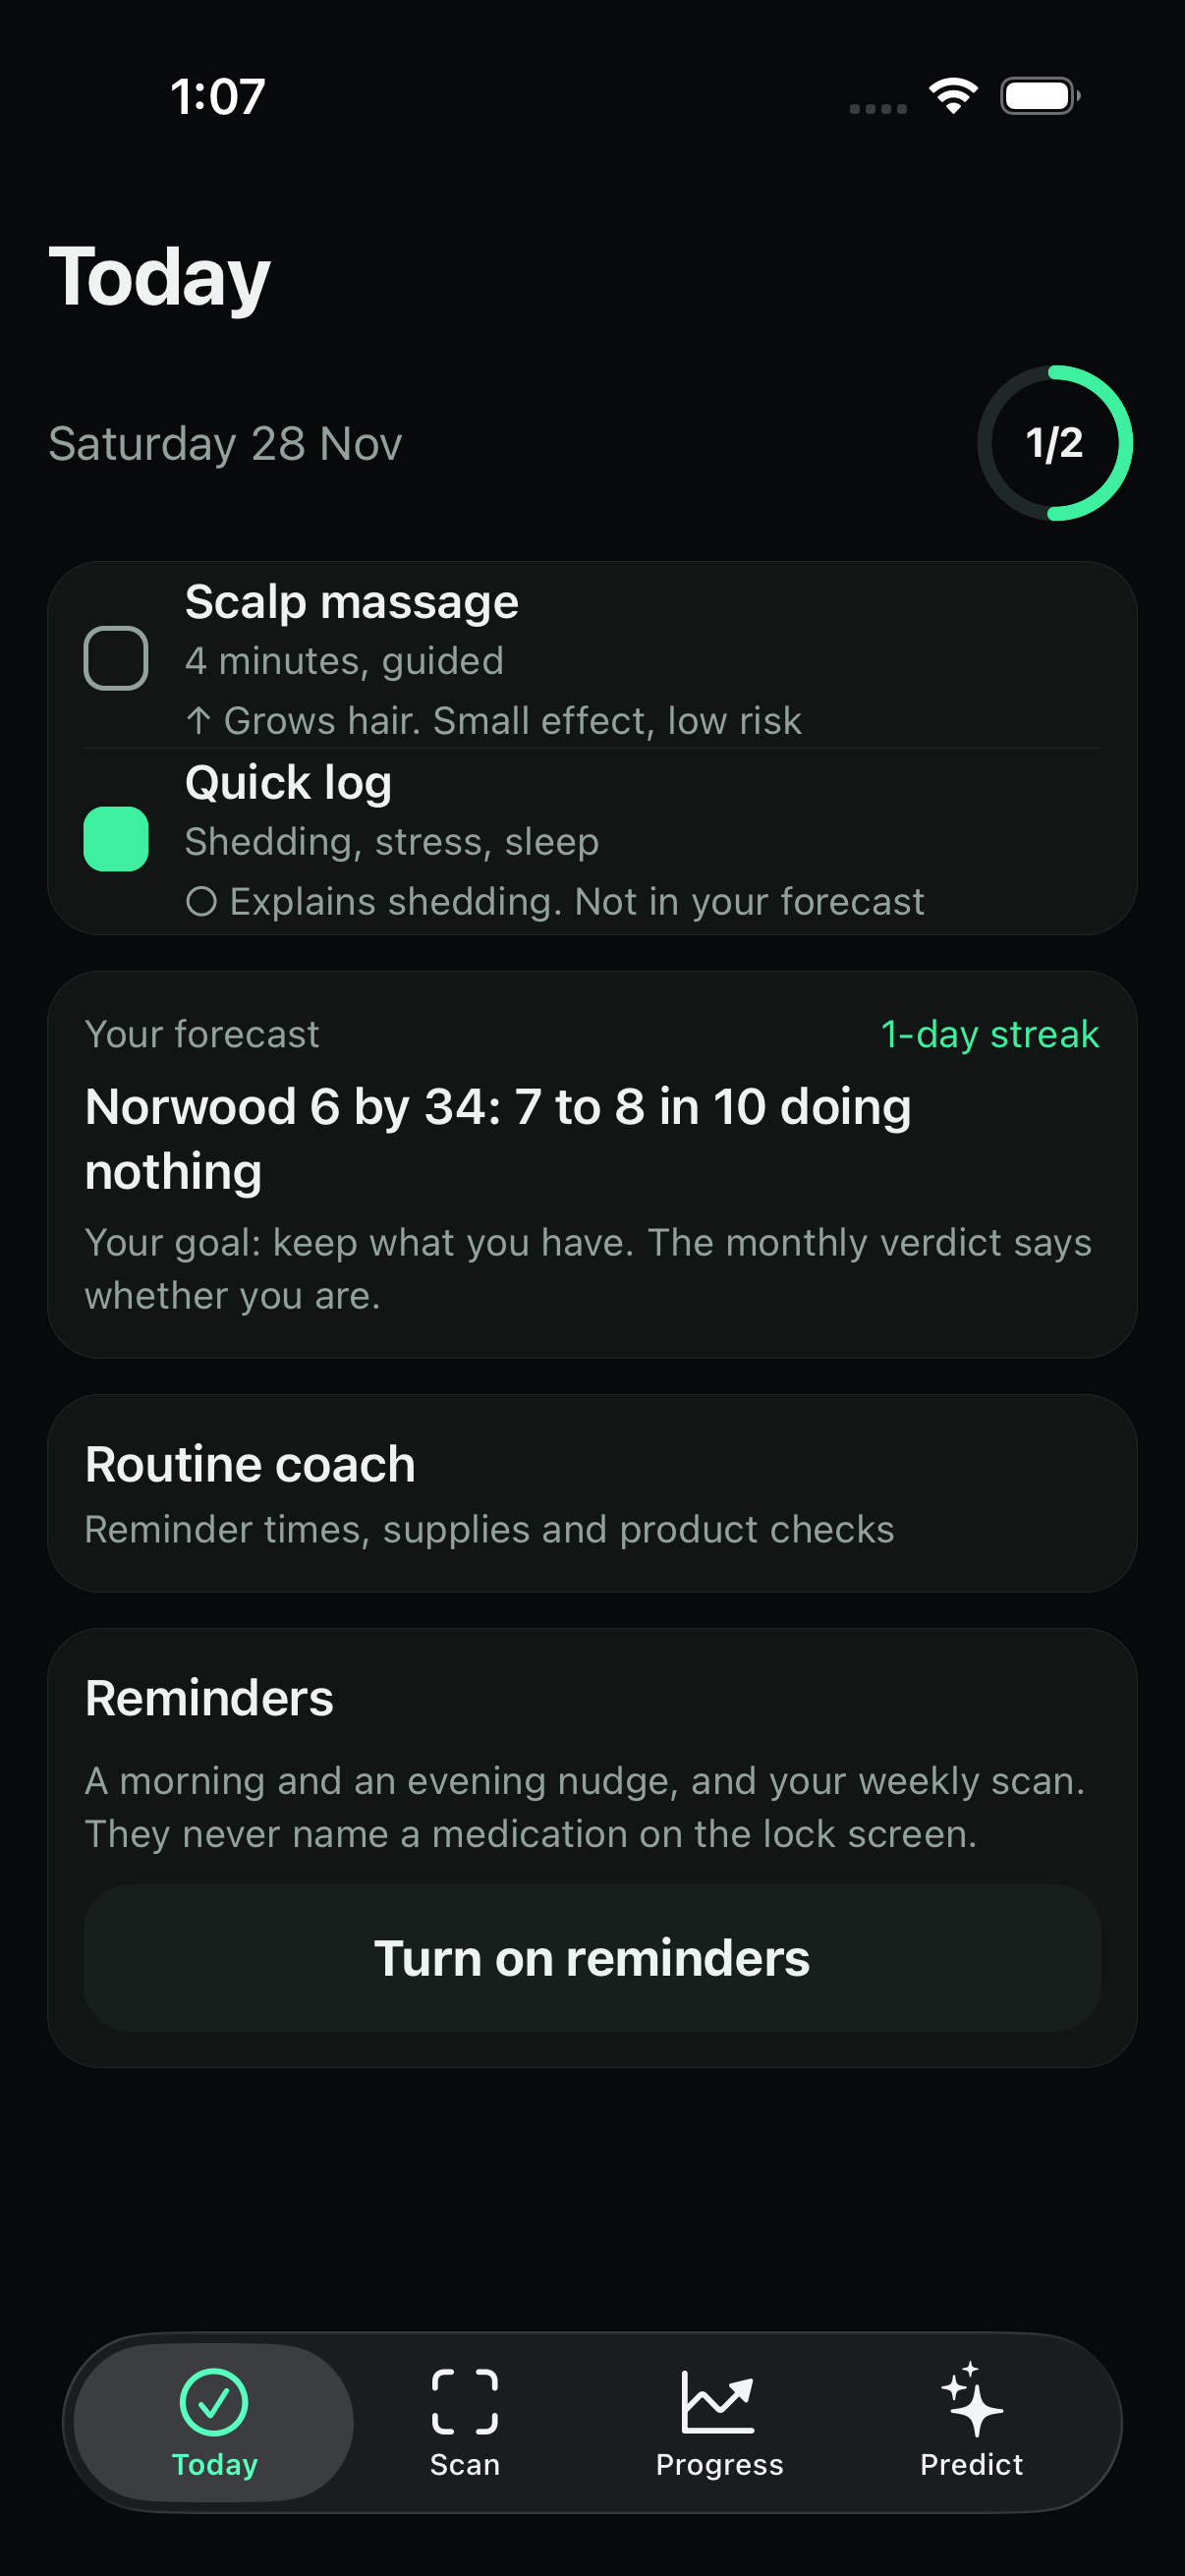 1:07
Today
Saturday 28 Nov
1/2
Scalp massage
4 minutes, guided
↑ Grows hair. Small effect, low risk
Quick log
Shedding, stress, sleep
○ Explains shedding. Not in your forecast
Your forecast
1-day streak
Norwood 6 by 34: 7 to 8 in 10 doing
nothing
Your goal: keep what you have. The monthly verdict says
whether you are.
Routine coach
Reminder times, supplies and product checks
Reminders
A morning and an evening nudge, and your weekly scan.
They never name a medication on the lock screen.
Turn on reminders
Today
Scan
Progress
Predict